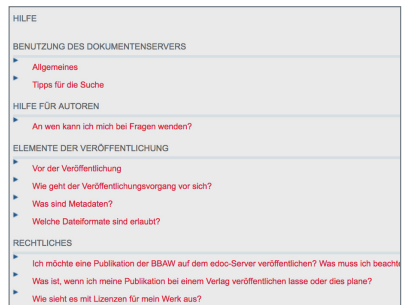 HILFE
BENUTZUNG DES DOKUMENTENSERVERS
Allgemeines
Tipps für die Suche
HILFE FÜR AUTOREN
An wen kann ich mich bei Fragen wenden?
ELEMENTE DER VERÖFFENTLICHUNG
Vor der Veröffentlichung
Wie geht der Veröffentlichungsvorgang vor sich?
Was sind Metadaten?
Welche Dateiformate sind erlaubt?
RECHTLICHES
Ich möchte eine Publikation der BBAW auf dem edoc-Server veröffentlichen? Was muss ich beachte
Was ist, wenn ich meine Publikation bei einem Verlag veröffentlichen lasse oder dies plane?
Wie sieht es mit Lizenzen für mein Werk aus?